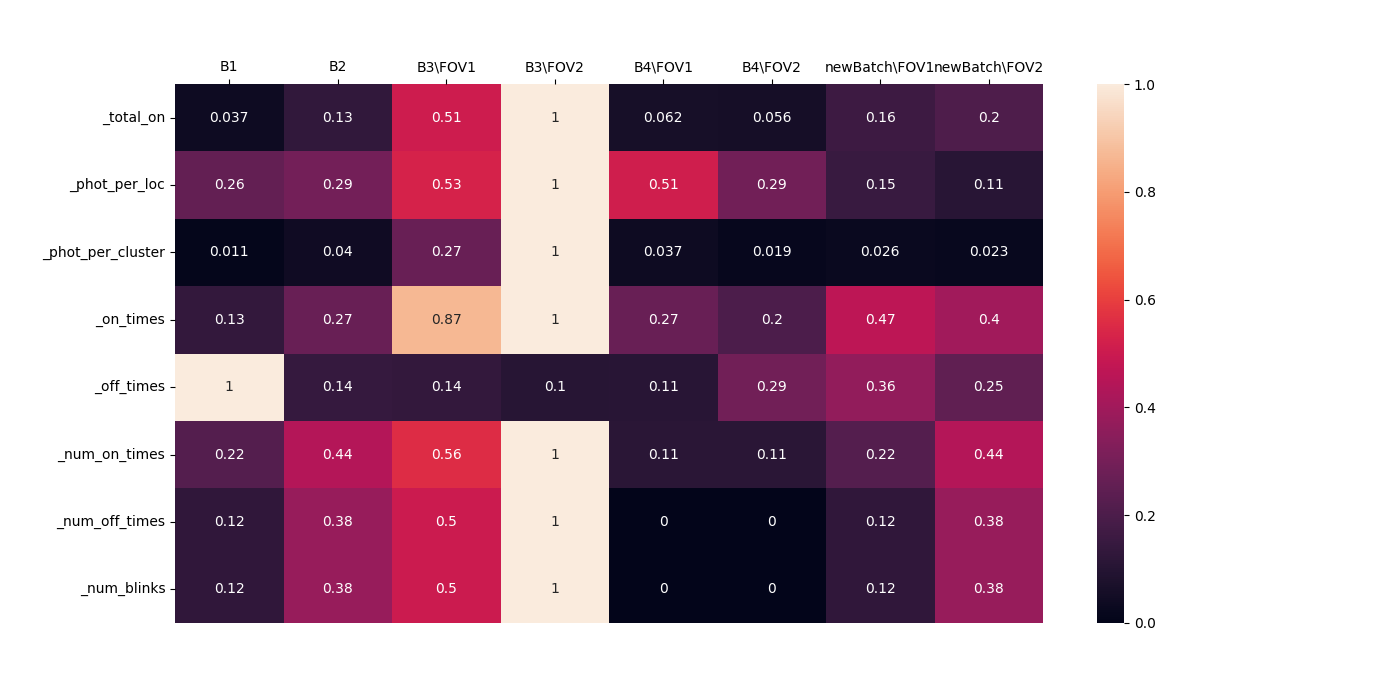 B1 B2 B3\FOV1 B3\FOV2 B4\FOV1 B4\FOV2 newBatch\FOV1 newBatch\FOV2
_total_on 0.037 0.13 0.51 1 0.062 0.056 0.16 0.2
_phot_per_loc 0.26 0.29 0.53 1 0.51 0.29 0.15 0.11
_phot_per_cluster 0.011 0.04 0.27 1 0.037 0.019 0.026 0.023
_on_times 0.13 0.27 0.87 1 0.27 0.2 0.47 0.4
_off_times 1 0.14 0.14 0.1 0.11 0.29 0.36 0.25
_num_on_times 0.22 0.44 0.56 1 0.11 0.11 0.22 0.44
_num_off_times 0.12 0.38 0.5 1 0 0 0.12 0.38
_num_blinks 0.12 0.38 0.5 1 0 0 0.12 0.38
1.0
0.8
0.6
0.4
0.2
0.0